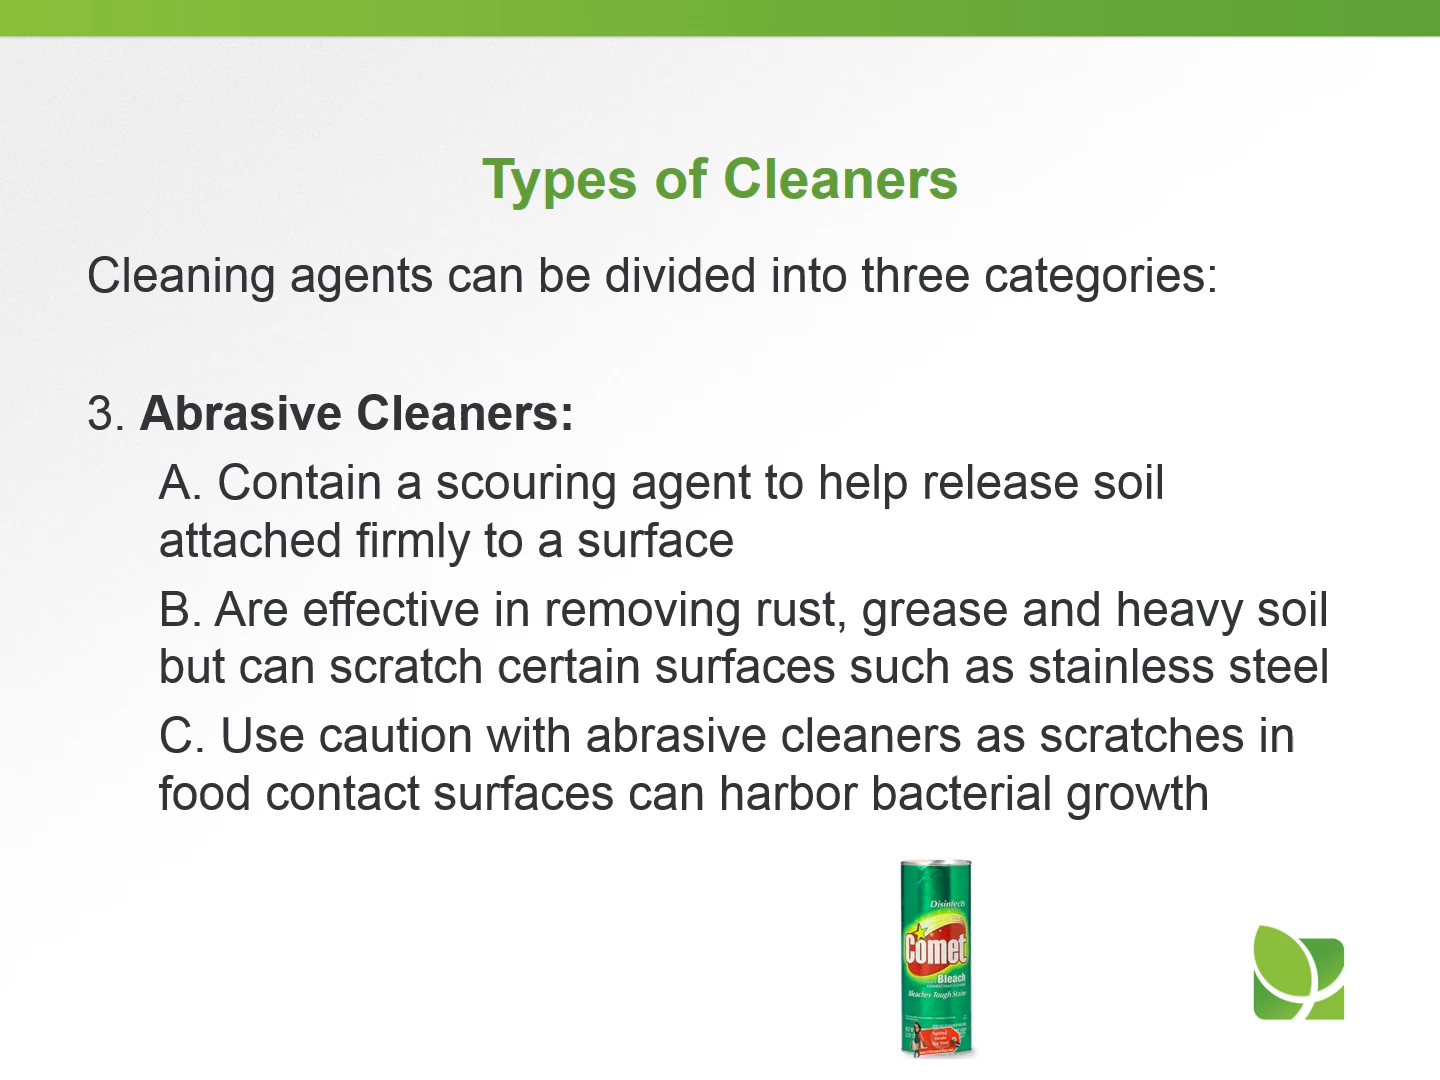 Types of Cleaners
Cleaning agents can be divided into three categories:
3. Abrasive Cleaners:
A. Contain a scouring agent to help release soil
attached firmly to a surface
B. Are effective in removing rust, grease and heavy soil
but can scratch certain surfaces such as stainless steel
C. Use caution with abrasive cleaners as scratches in
food contact surfaces can harbor bacterial growth
Disinfects
Comet
Bleach
Bleaches Tough Stains